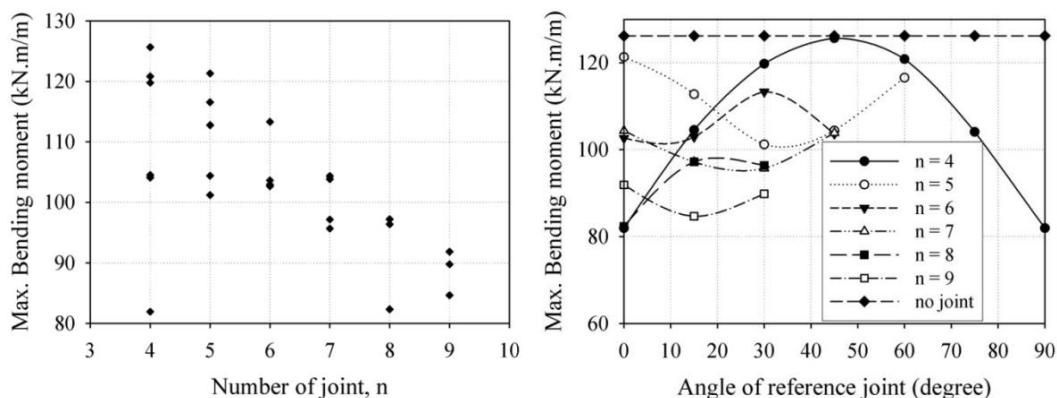 Max. Bending moment (kN.m/m)
130
120
110
100
90
80
3 4 5 6 7 8 9 10
Number of joint, n
Max. Bending moment (kN.m/m)
120
100
80
60
n = 4
n = 5
n = 6
n = 7
n = 8
n = 9
no joint
0 10 20 30 40 50 60 70 80 90
Angle of reference joint (degree)